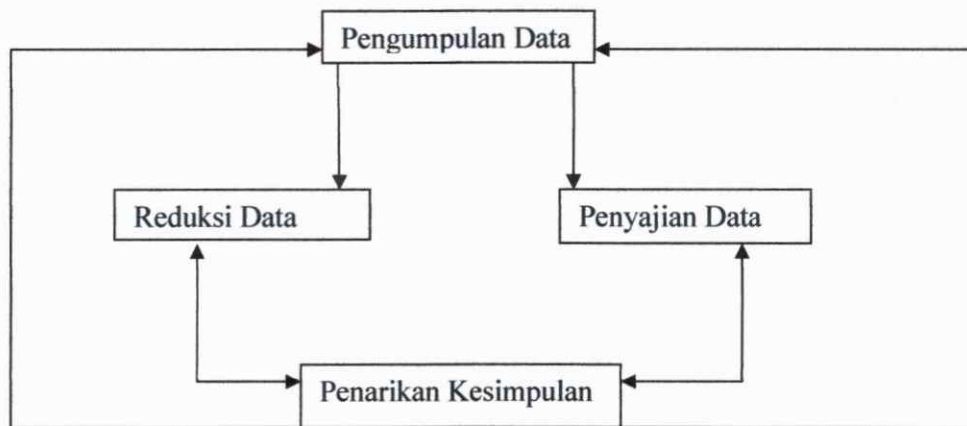 Pengumpulan Data
Reduksi Data
Penyajian Data
Penarikan Kesimpulan